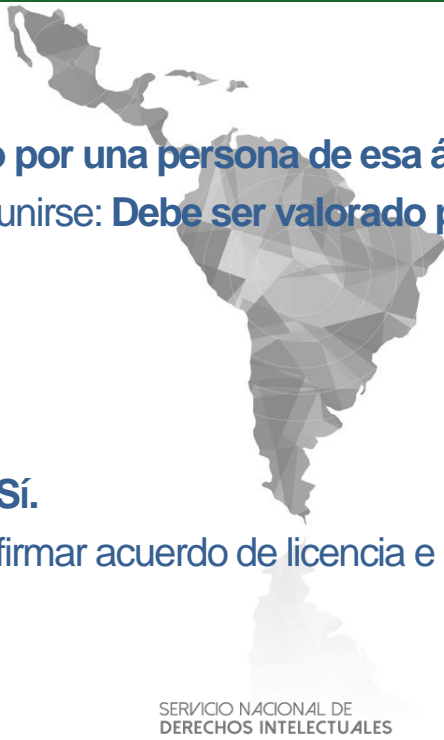 por una persona de esa
unirse: Debe ser valorado
Sí.
firmar acuerdo de licencia e
SERVICIO NACIONAL DE
DERECHOS INTELECTUALES